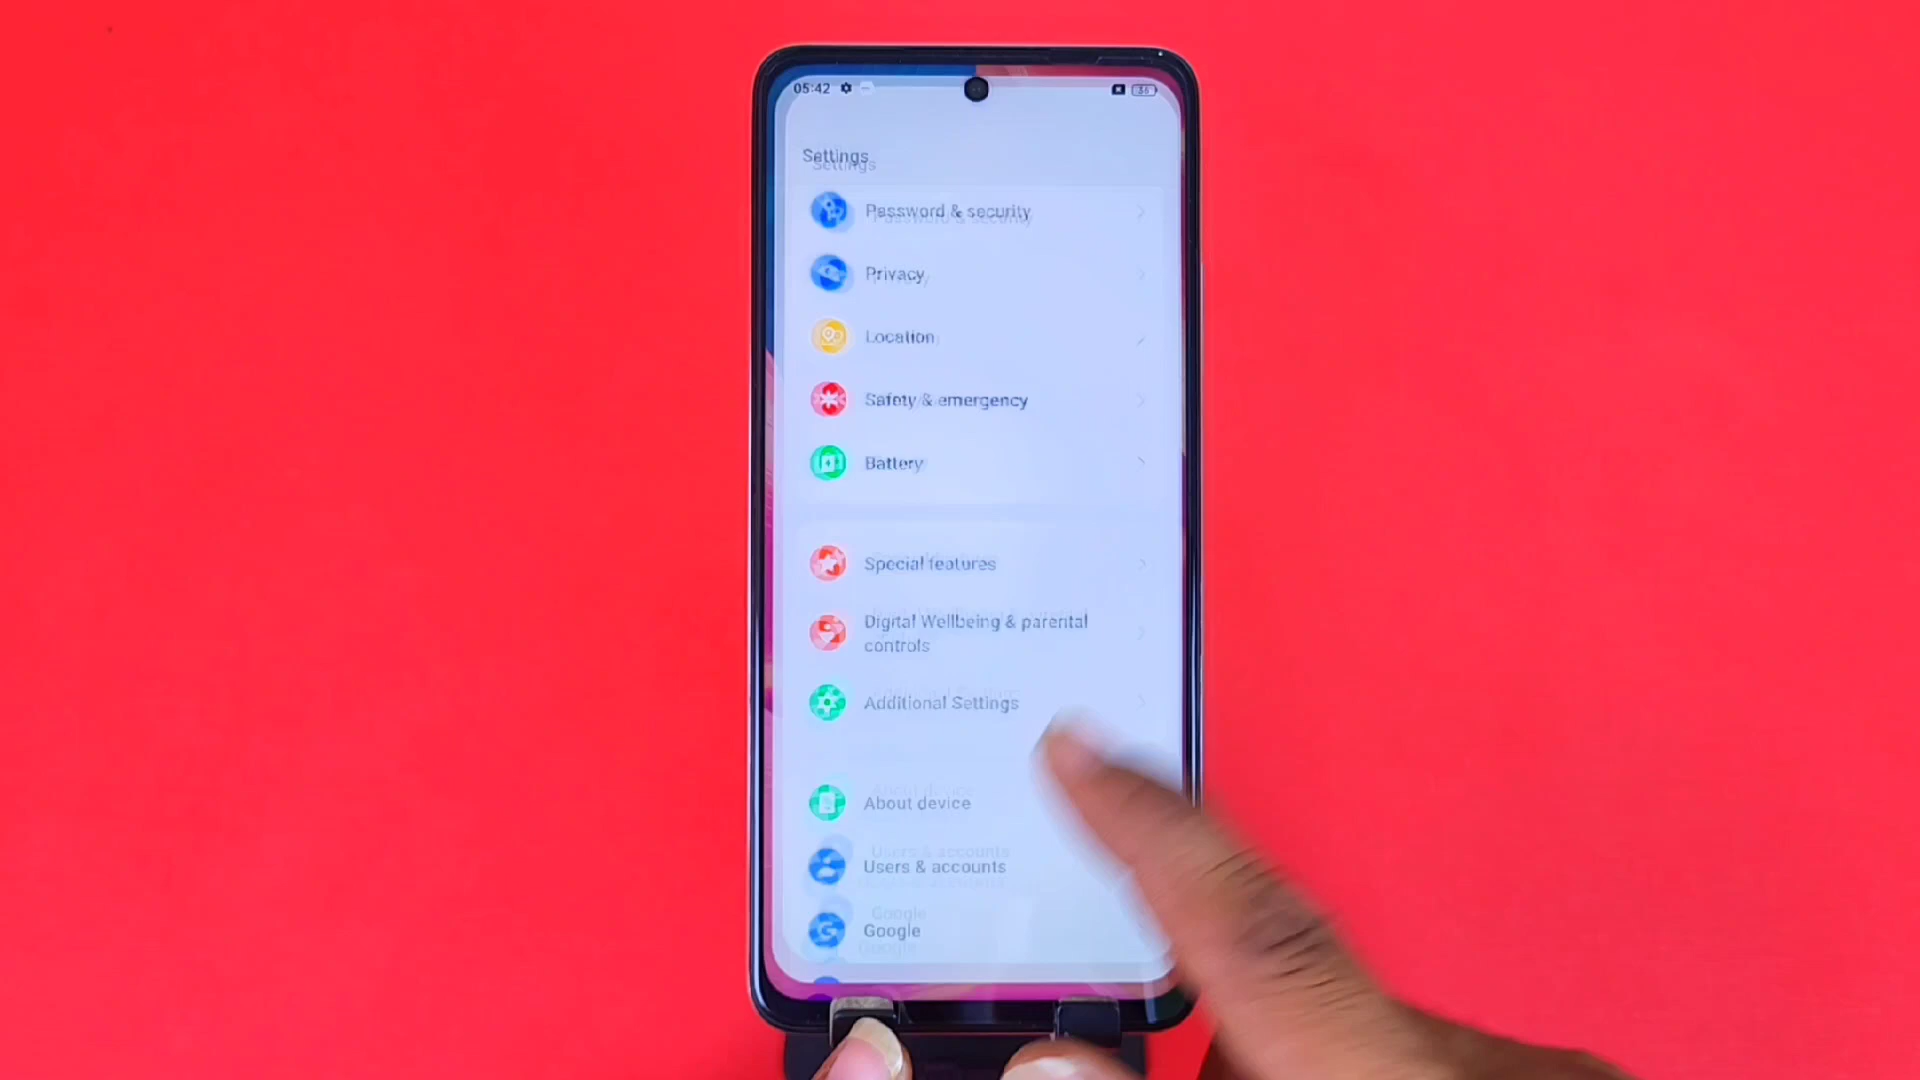 05:42
36
Settings
Password & security
Privacy
Location
Safety & emergency
Battery
Special features
Digital Wellbeing & parental
controls
Additional Settings
About device
Users & accounts
Google